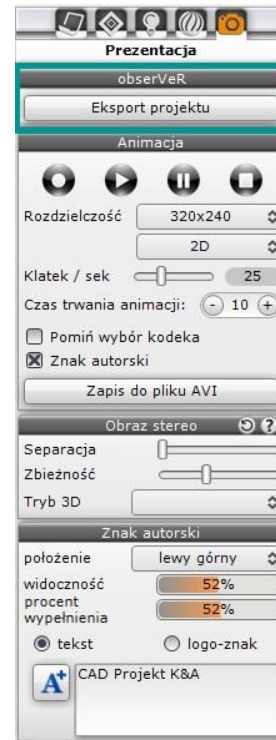 Prezentacja
obserVeR
Eksport projektu
Animacja
Rozdzielczość 320x240
2D
Klatek / sek 25
Czas trwania animacji: - 10 +
Pomiń wybór kodeka
Znak autorski
Zapis do pliku AVI
Obraz stereo ?
Separacja
Zbieżność
Tryb 3D
Znak autorski
położenie lewy górny
widoczność 52%
procent
wypełnienia 52%
tekst logo-znak
A+ CAD Projekt K&A